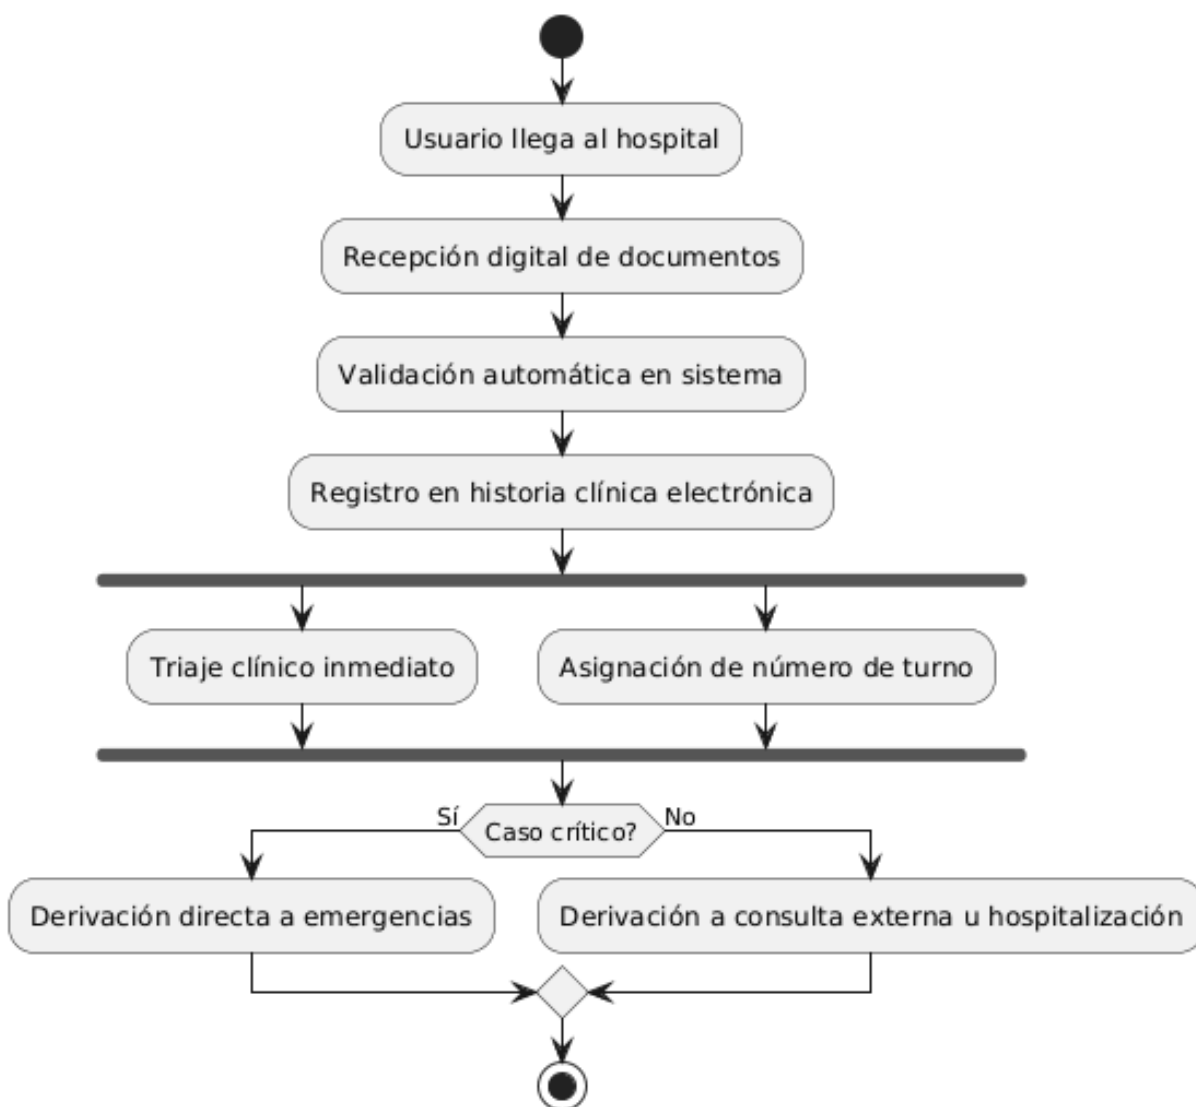 Usuario llega al hospital
Recepción digital de documentos
Validación automática en sistema
Registro en historia clínica electrónica
Triaje clínico inmediato
Asignación de número de turno
Sí
Caso crítico?
No
Derivación directa a emergencias
Derivación a consulta externa u hospitalización